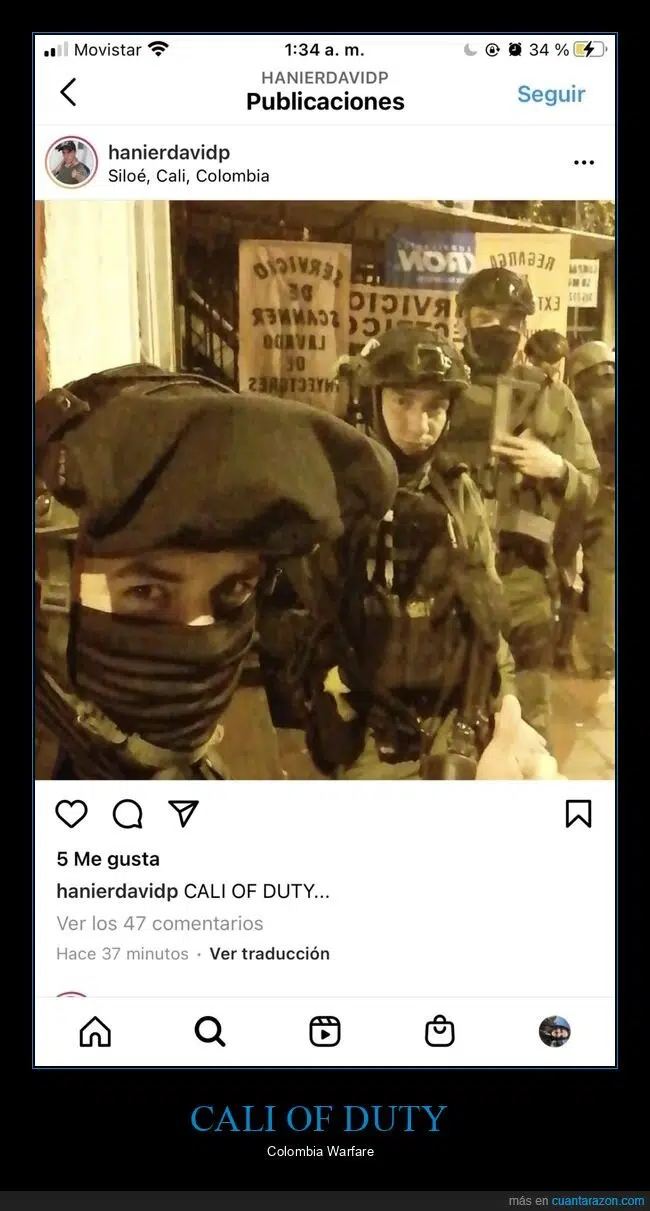 Movistar 1:34 a. m. 34 %
HANIERDAVIDP
Publicaciones
Seguir
hanierdavidp
Siloé, Cali, Colombia
SERVICIO
DE
SCANNER
LAVADO
DE
INYECTORES
5 Me gusta
hanierdavidp CALI OF DUTY...
Ver los 47 comentarios
Hace 37 minutos · Ver traducción
CALI OF DUTY
Colombia Warfare
más en cuantarazon.com